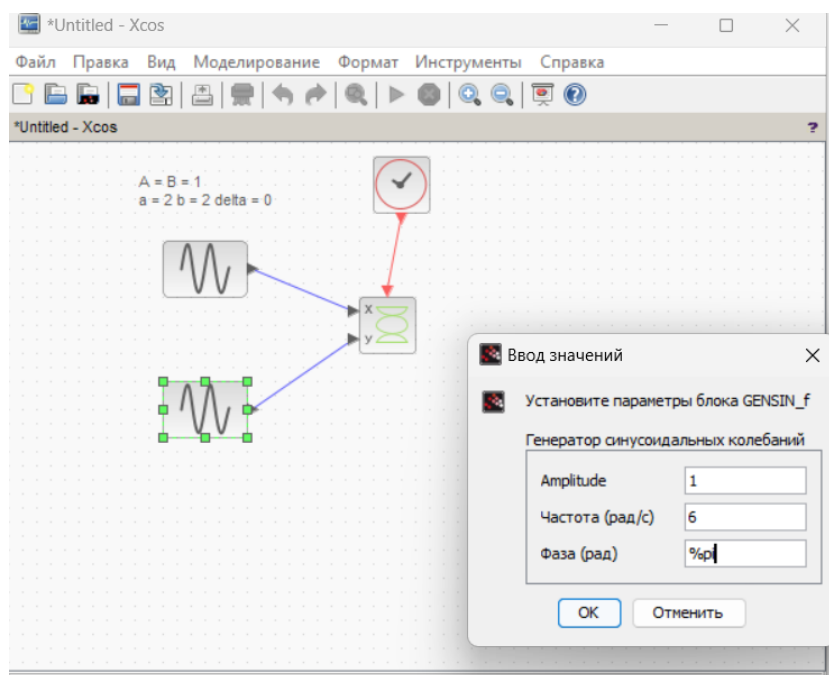 *Untitled - Xcos
Файл Правка Вид Моделирование Формат Инструменты Справка
*Untitled - Xcos
?
A = B = 1
a = 2 b = 2 delta = 0
x
y
Ввод значений
Установите параметры блока GENSIN_f
Генератор синусоидальных колебаний
Amplitude 1
Частота (рад/с) 6
Фаза (рад) %pi
OK Отменить